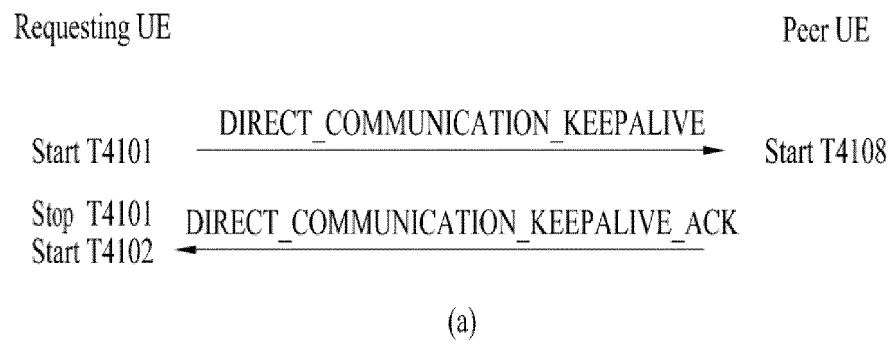 Requesting UE
Peer UE
DIRECT_COMMUNICATION_KEEPALIVE
Start T4101
Start T4108
Stop T4101
DIRECT_COMMUNICATION_KEEPALIVE_ACK
Start T4102
(a)